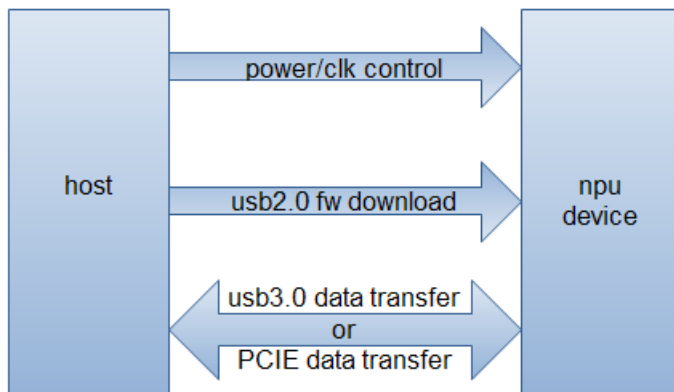 power/clk control
host
usb2.0 fw download
npu
device
usb3.0 data transfer
or
PCIE data transfer